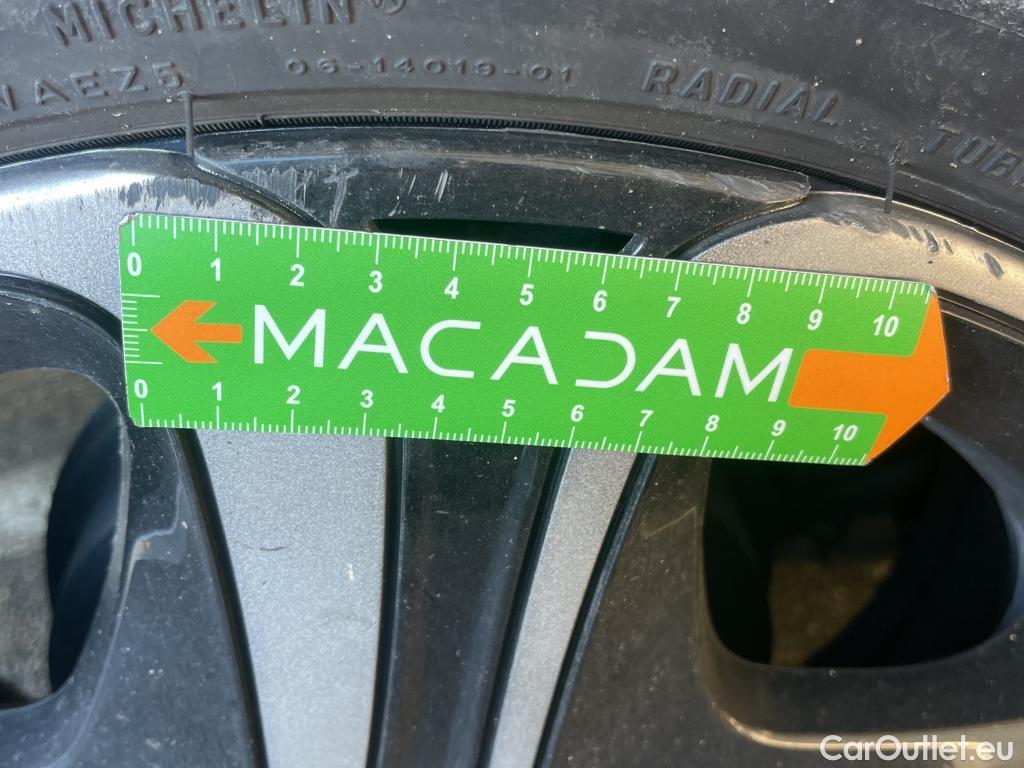 MICHELIN®
AEZ5 06-14019-01 RADIAL
0 1 2 3 4 5 6 7 8 9 10
MACADAM
0 1 2 3 4 5 6 7 8 9 10
CarOutlet.eu